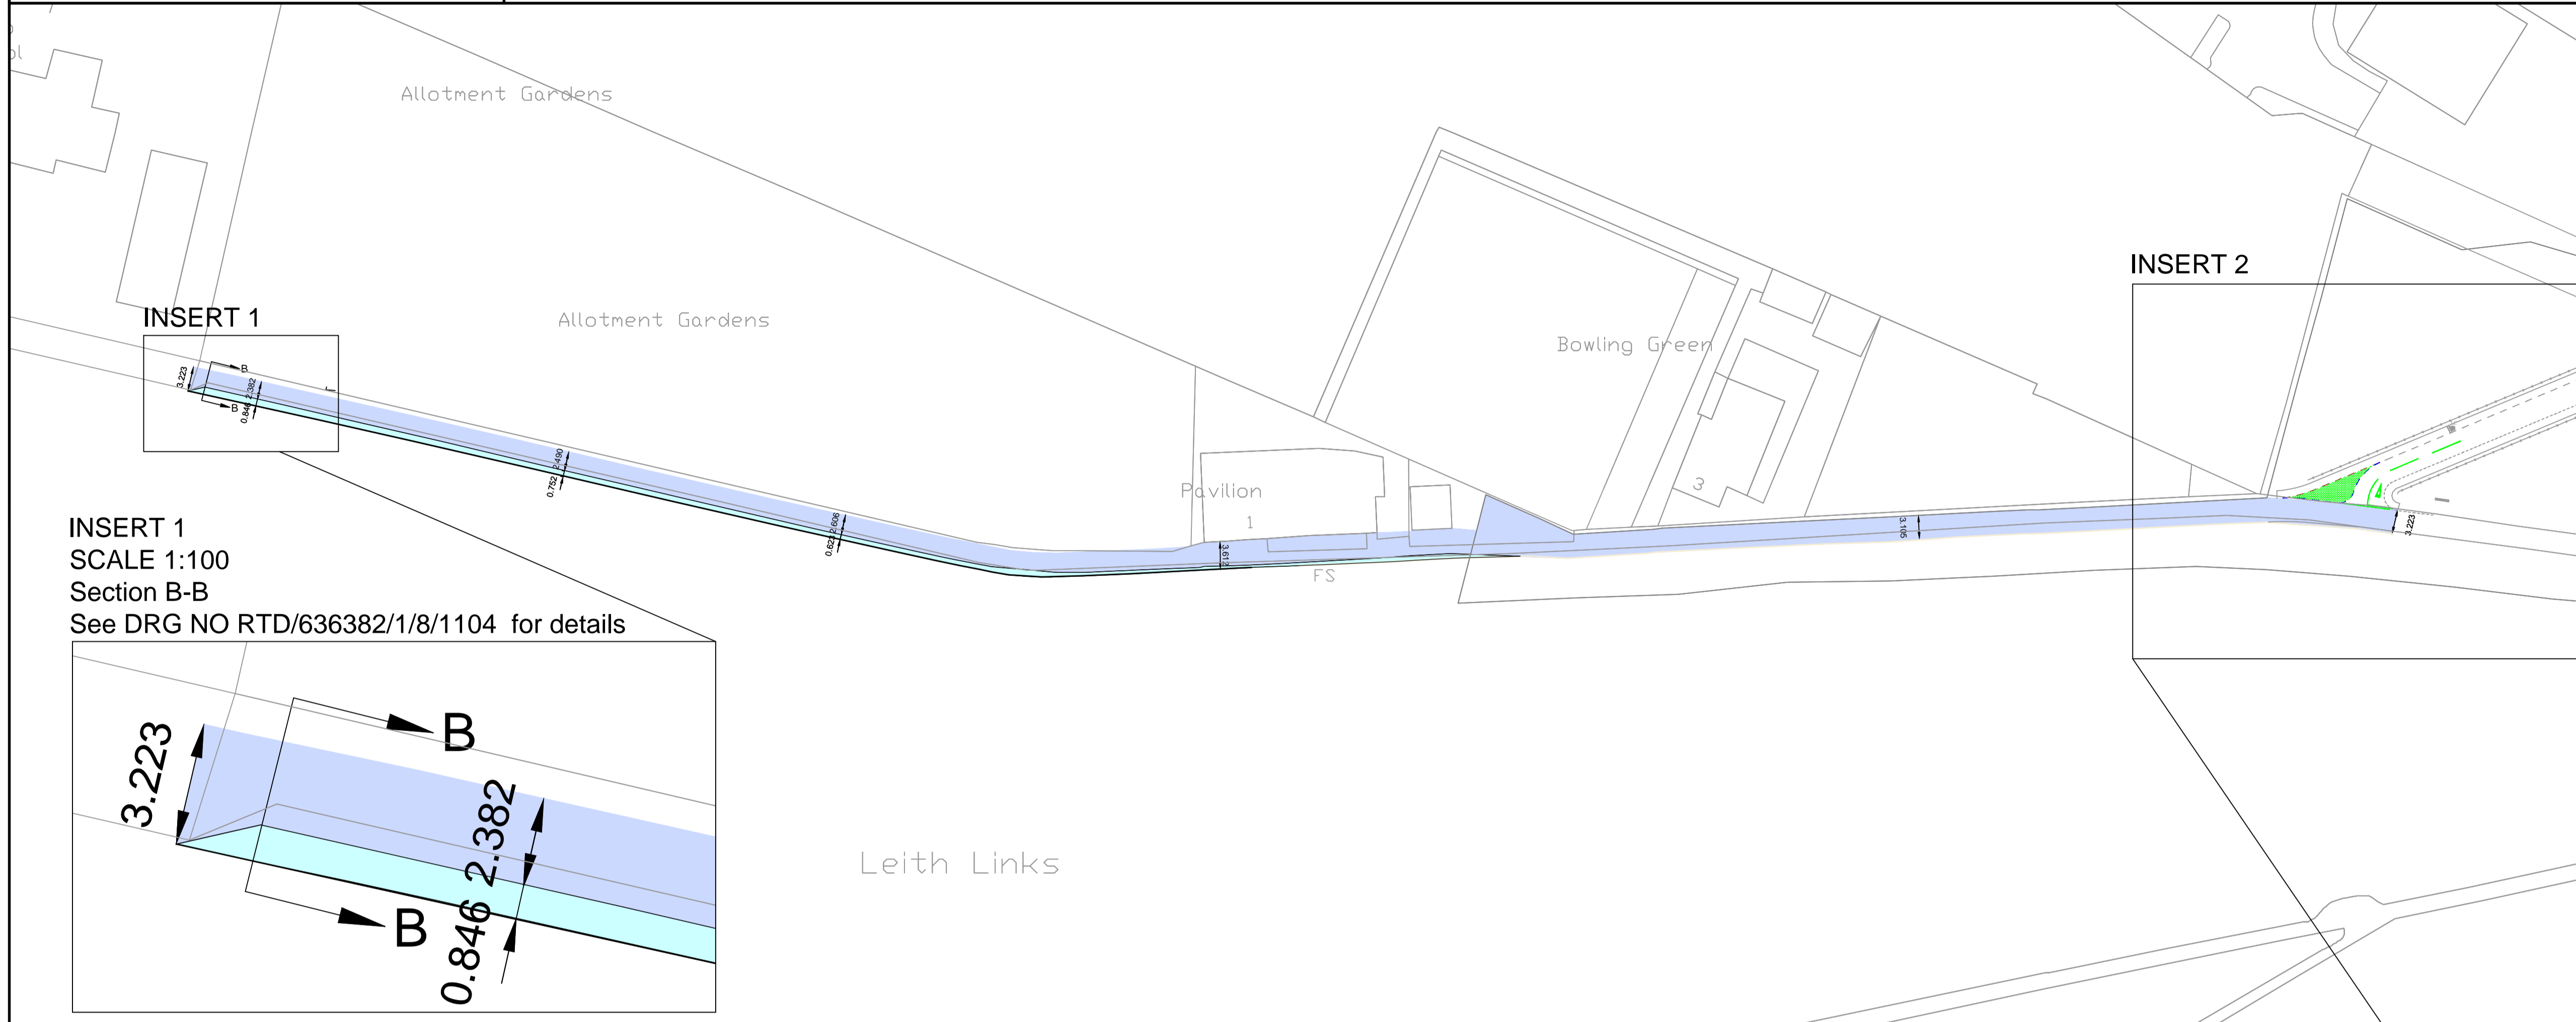 Allotment Gardens
INSERT 2
INSERT 1
Allotment Gardens
Bowling Green
B
3.223
2.382
B
0.846
2.490
0.752
Pavilion
1
3
2.606
3.612
3.105
3.223
FS
INSERT 1
SCALE 1:100
Section B-B
See DRG NO RTD/636382/1/8/1104 for details
B
3.223
2.382
0.846
B
Leith Links